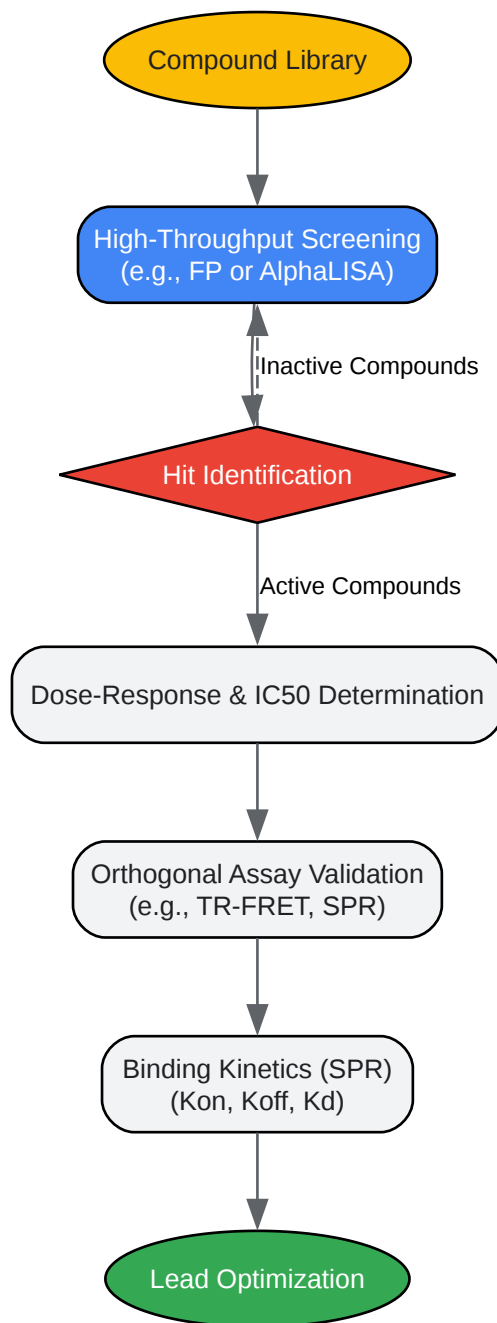 Compound Library
High-Throughput Screening
(e.g., FP or AlphaLISA)
Inactive Compounds
Hit Identification
Active Compounds
Dose-Response & IC50 Determination
Orthogonal Assay Validation
(e.g., TR-FRET, SPR)
Binding Kinetics (SPR)
(Kon, Koff, Kd)
Lead Optimization